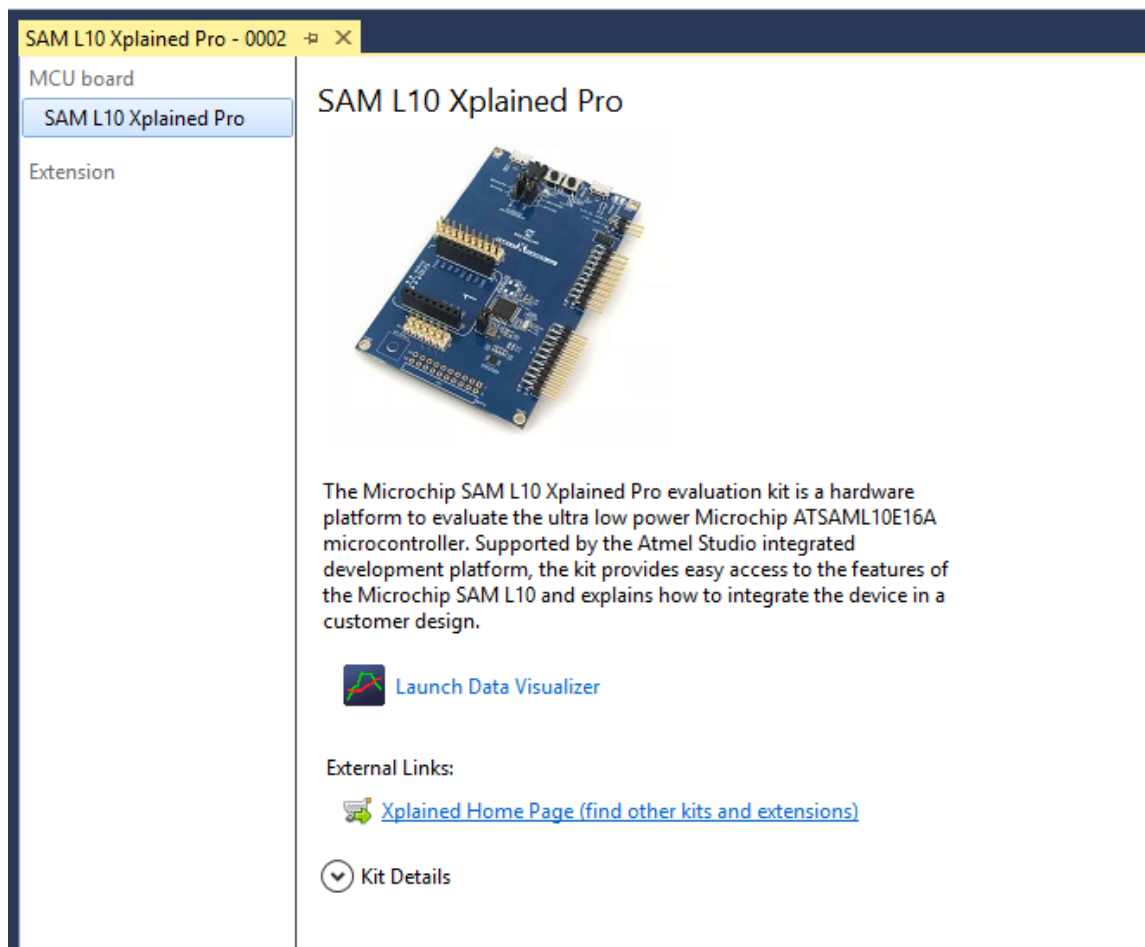 SAM L10 Xplained Pro - 0002
MCU board
SAM L10 Xplained Pro
Extension
SAM L10 Xplained Pro
The Microchip SAM L10 Xplained Pro evaluation kit is a hardware
platform to evaluate the ultra low power Microchip ATSAML10E16A
microcontroller. Supported by the Atmel Studio integrated
development platform, the kit provides easy access to the features of
the Microchip SAM L10 and explains how to integrate the device in a
customer design.
Launch Data Visualizer
External Links:
Xplained Home Page (find other kits and extensions)
Kit Details